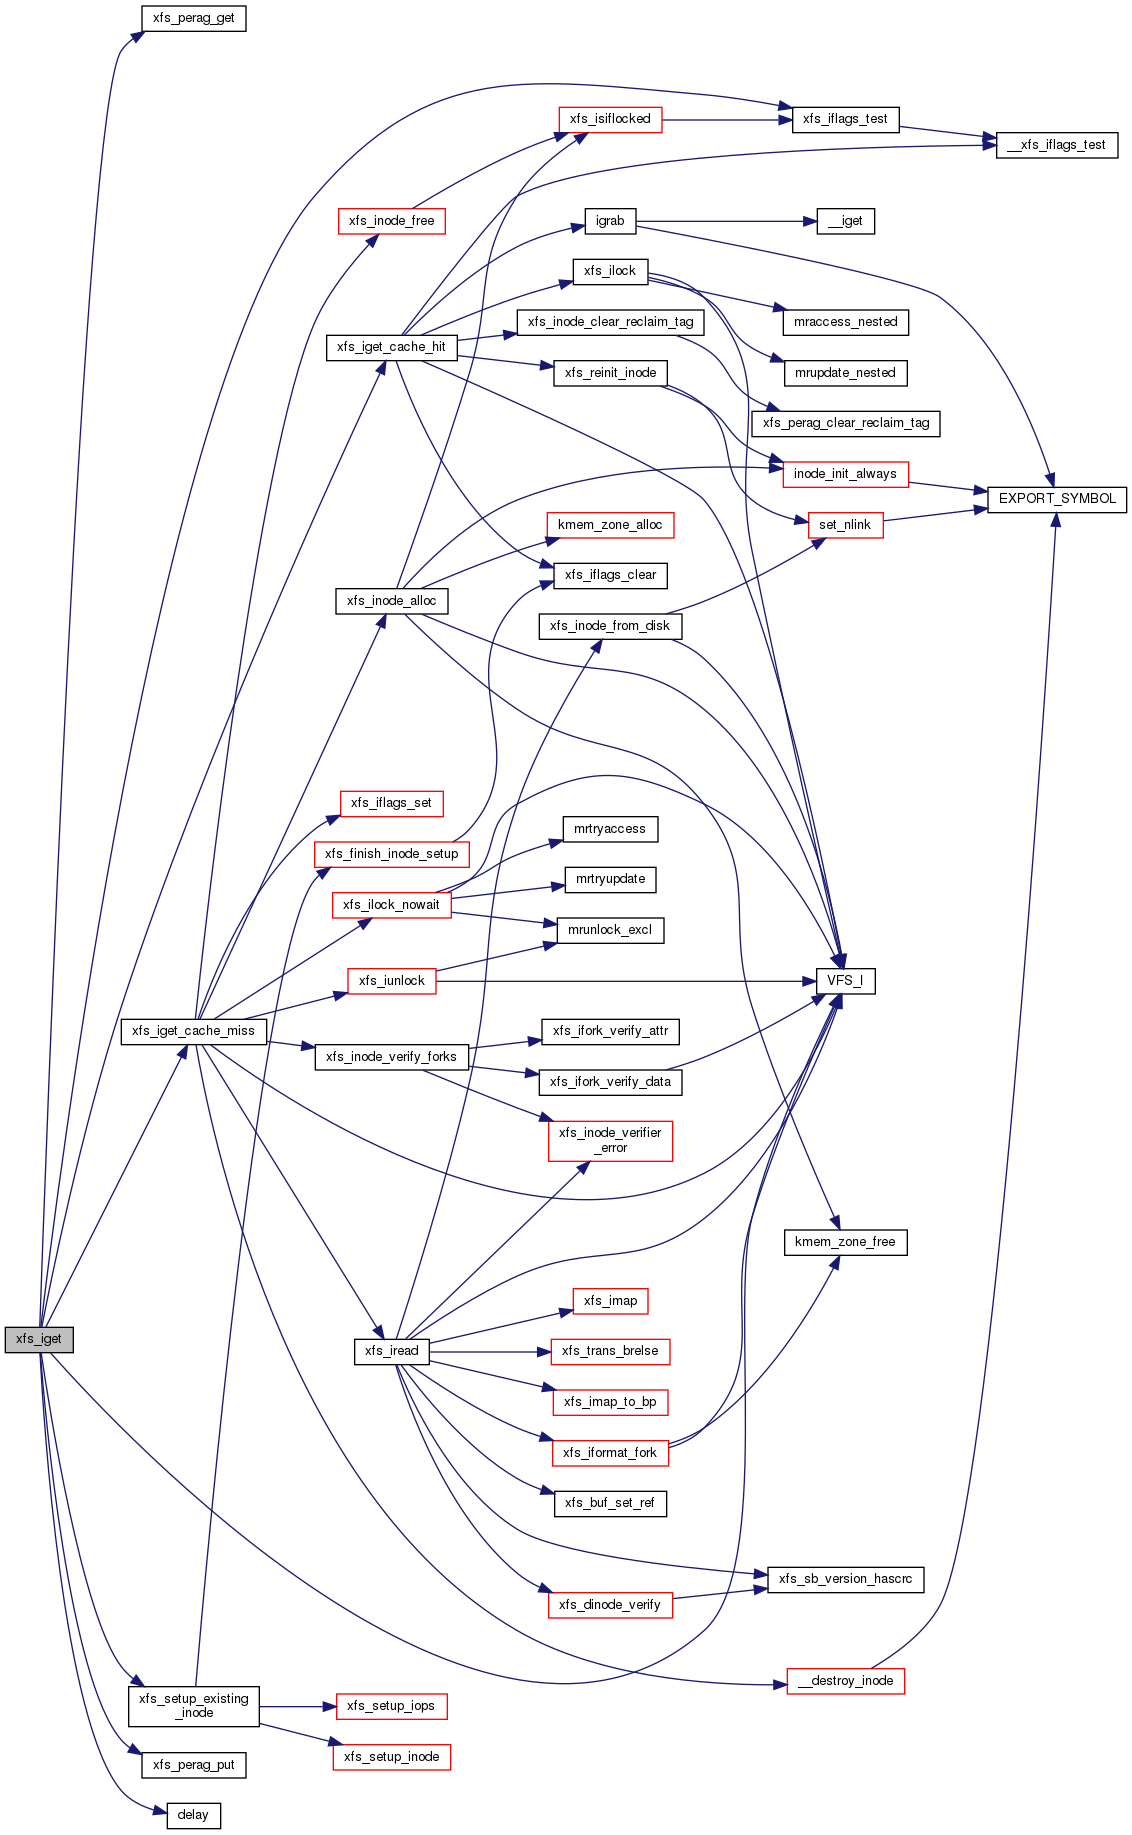 xfs_perag_get
xfs_isiflocked
xfs_iflags_test
__xfs_iflags_test
xfs_inode_free
igrab
__iget
xfs_ilock
xfs_inode_clear_reclaim_tag
mraccess_nested
xfs_iget_cache_hit
xfs_reinit_inode
mrupdate_nested
xfs_perag_clear_reclaim_tag
inode_init_always
EXPORT_SYMBOL
kmem_zone_alloc
set_nlink
xfs_iflags_clear
xfs_inode_alloc
xfs_inode_from_disk
xfs_iflags_set
mrtryaccess
xfs_finish_inode_setup
mrtryupdate
xfs_ilock_nowait
mrunlock_excl
xfs_iunlock
VFS_I
xfs_iget_cache_miss
xfs_ifork_verify_attr
xfs_inode_verify_forks
xfs_ifork_verify_data
xfs_inode_verifier
_error
kmem_zone_free
xfs_imap
xfs_iget
xfs_iread
xfs_trans_brelse
xfs_imap_to_bp
xfs_iformat_fork
xfs_buf_set_ref
xfs_sb_version_hascrc
xfs_dinode_verify
__destroy_inode
xfs_setup_existing
_inode
xfs_setup_iops
xfs_setup_inode
xfs_perag_put
delay